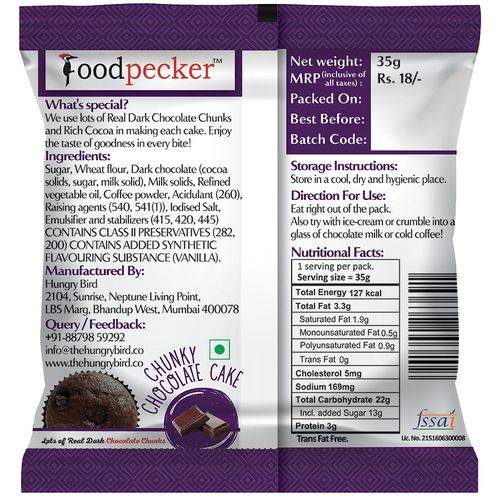 Foodpecker™
What's special?
We use lots of Real Dark Chocolate Chunks
and Rich Cocoa in making each cake. Enjoy
the taste of goodness in every bite!
Ingredients:
Sugar, Wheat flour, Dark chocolate (cocoa
solids, sugar, milk solid), Milk solids, Refined
vegetable oil, Coffee powder, Acidulant (260),
Raising agents (540, 541(1)), Iodised Salt,
Emulsifier and stabilizers (415, 420, 445)
CONTAINS CLASS II PRESERVATIVES (282,
200) CONTAINS ADDED SYNTHETIC
FLAVOURING SUBSTANCE (VANILLA).
Manufactured By:
Hungry Bird
2104, Sunrise, Neptune Living Point,
LBS Marg, Bhandup West, Mumbai 400078
Query/Feedback:
+91-88798 59292
info@thehungrybird.co
www.thehungrybird.co
CHUNKY
CHOCOLATE CAKE
Lots of Real Dark Chocolate Chunks
Net weight: 35g
MRP (inclusive of all taxes) : Rs. 18/-
Packed On:
Best Before:
Batch Code:
Storage Instructions:
Store in a cool, dry and hygienic place.
Direction For Use:
Eat right out of the pack.
Also try with ice-cream or crumble into a
glass of chocolate milk or cold coffee!
Nutritional Facts:
1 serving per pack.
Serving size = 35g
Total Energy 127 kcal
Total Fat 3.3g
Saturated Fat 1.9g
Monounsaturated Fat 0.5g
Polyunsaturated Fat 0.9g
Trans Fat 0g
Cholesterol 5mg
Sodium 169mg
Total Carbohydrate 22g
Incl. added Sugar 13g
Protein 3g
Trans Fat Free.
fssai
Lic. No. 2151606300008